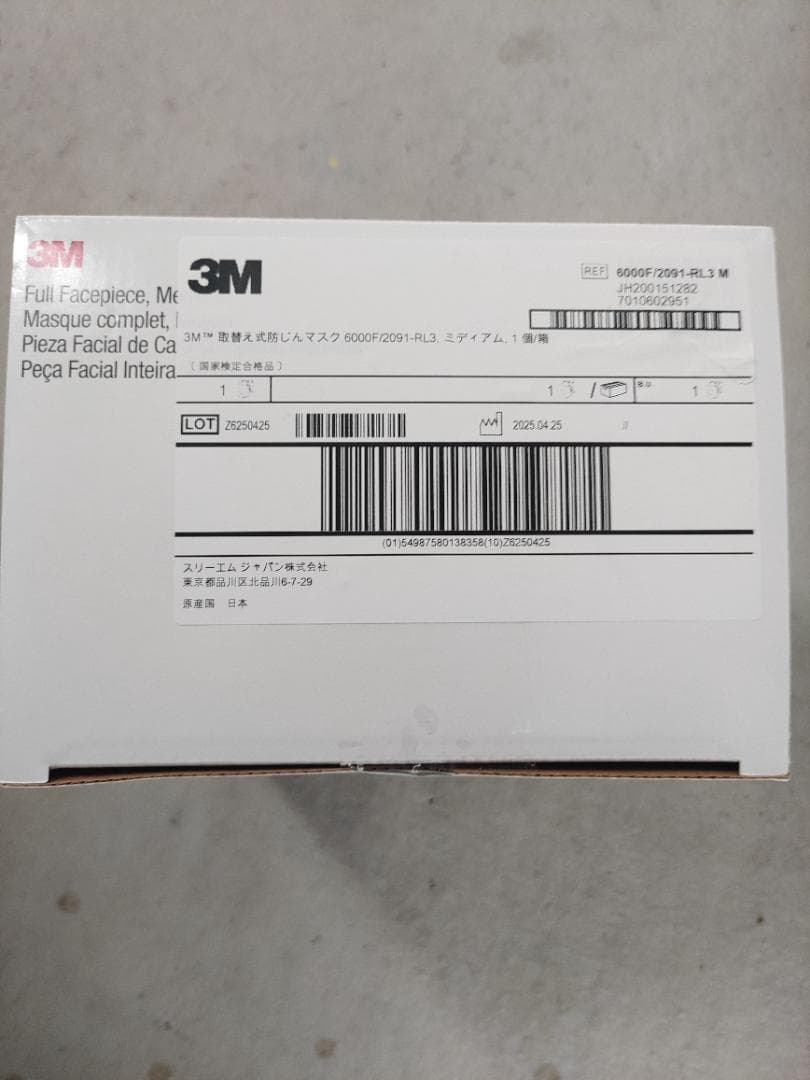 3M
Full Facepiece, Me
Masque complet,
Pieza Facial de Ca
Peça Facial Inteira
3M
REF 6000F/2091-RL3 M
JH200151282
7010602951
3M™ 取替え式防じんマスク 6000F/2091-RL3, ミディアム, 1 個/箱
〔 国家検定合格品 〕
1 1 / 1
LOT Z6250425 2025.04.25
(01)54987580138358(10)Z6250425
スリーエム ジャパン株式会社
東京都品川区北品川6-7-29
原産国 日本